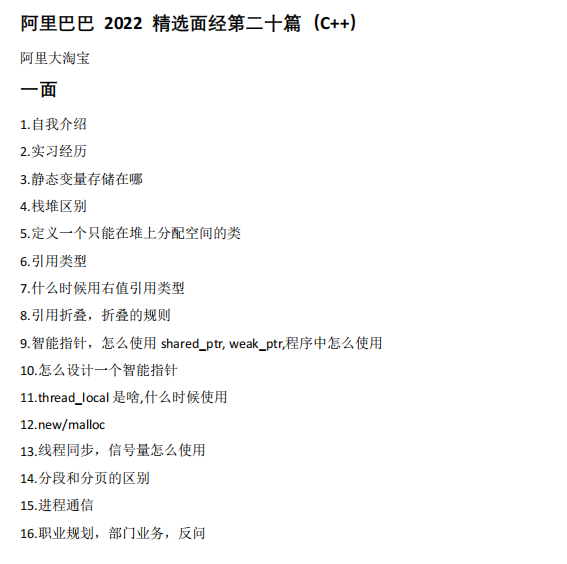 阿里巴巴 2022 精选面经第二十篇（C++）
阿里大淘宝
一面
1.自我介绍
2.实习经历
3.静态变量存储在哪
4.栈堆区别
5.定义一个只能在堆上分配空间的类
6.引用类型
7.什么时候用右值引用类型
8.引用折叠，折叠的规则
9.智能指针，怎么使用 shared_ptr, weak_ptr,程序中怎么使用
10.怎么设计一个智能指针
11.thread_local 是啥,什么时候使用
12.new/malloc
13.线程同步，信号量怎么使用
14.分段和分页的区别
15.进程通信
16.职业规划，部门业务，反问